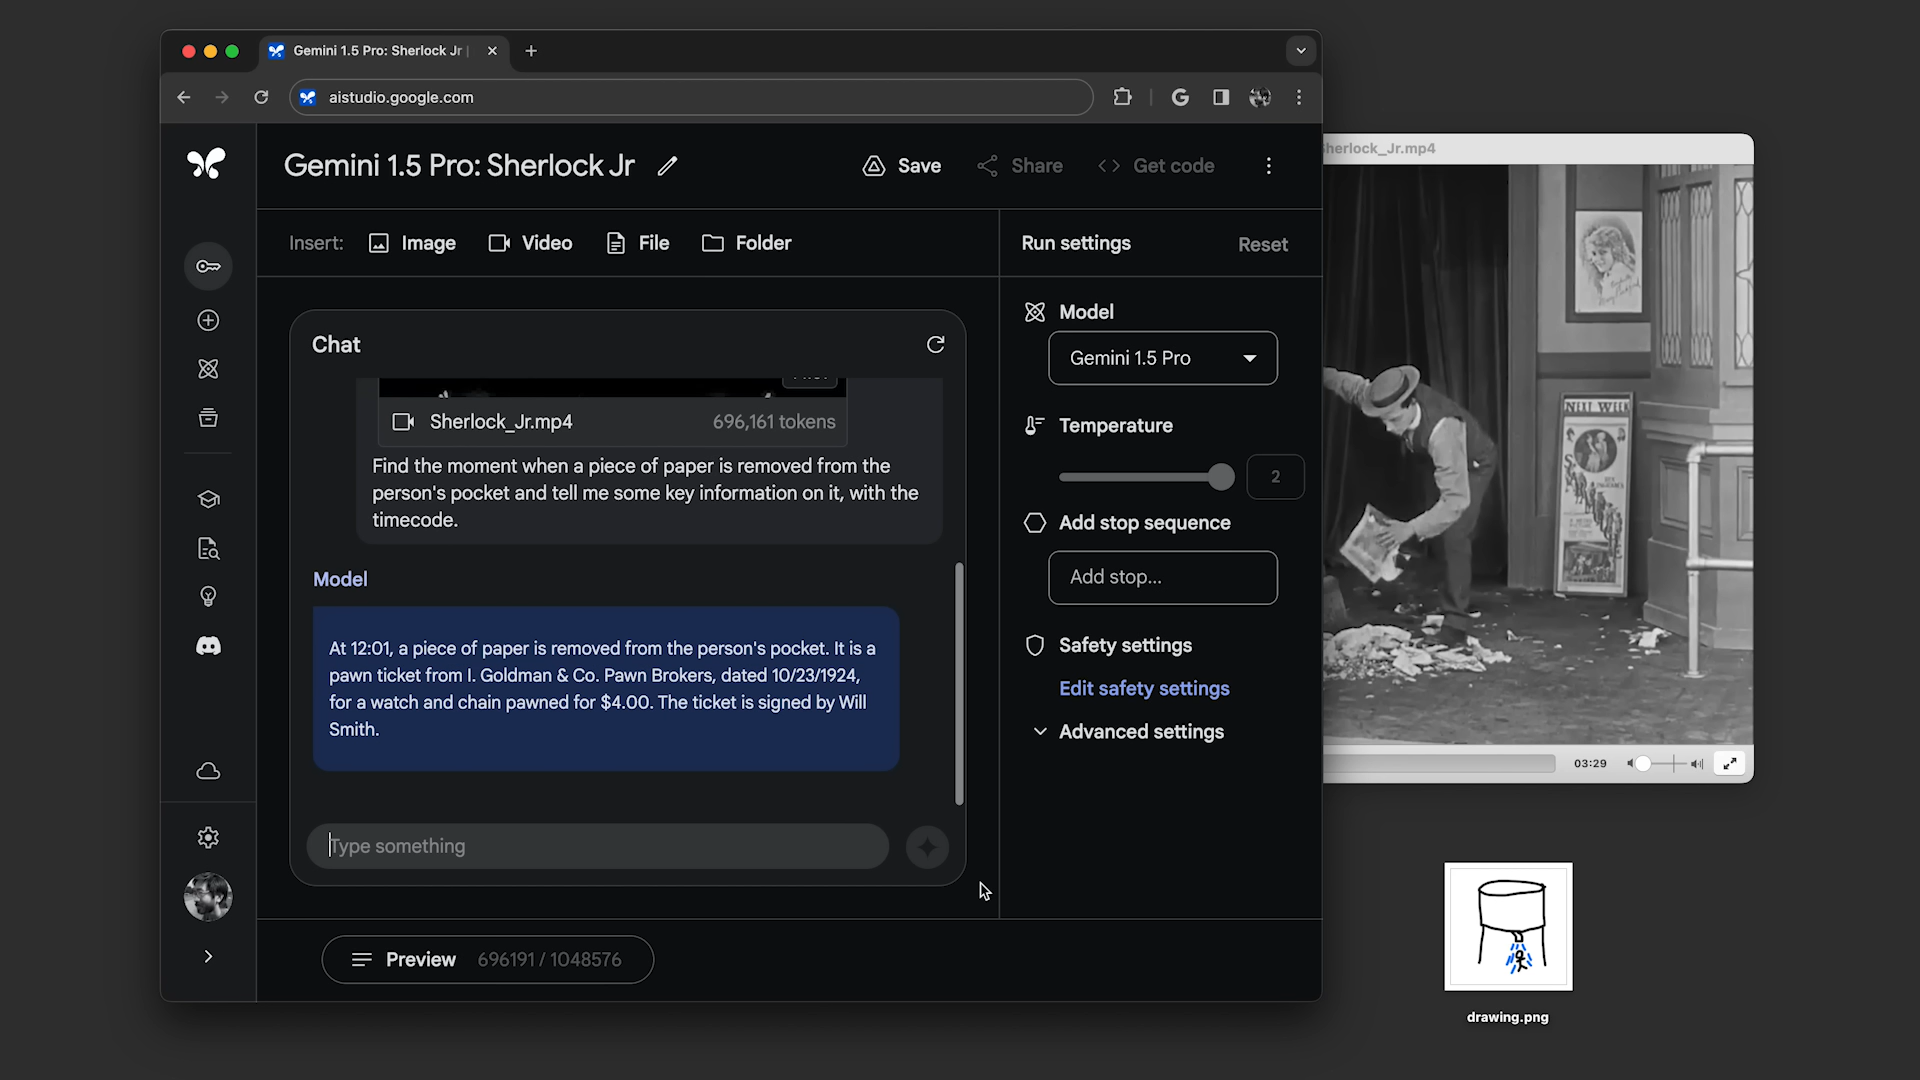 Gemini 1.5 Pro: Sherlock Jr
aistudio.google.com
Gemini 1.5 Pro: Sherlock Jr
Save
Share
Get code
Insert:
Image
Video
File
Folder
Run settings
Reset
Chat
Sherlock_Jr.mp4
696,161 tokens
Find the moment when a piece of paper is removed from the
person's pocket and tell me some key information on it, with the
timecode.
Model
At 12:01, a piece of paper is removed from the person's pocket. It is a
pawn ticket from I. Goldman & Co. Pawn Brokers, dated 10/23/1924,
for a watch and chain pawned for $4.00. The ticket is signed by Will
Smith.
Type something
Preview
696191 / 1048576
Model
Gemini 1.5 Pro
Temperature
2
Add stop sequence
Add stop...
Safety settings
Edit safety settings
Advanced settings
herlock_Jr.mp4
NEXT WEEK
03:29
drawing.png